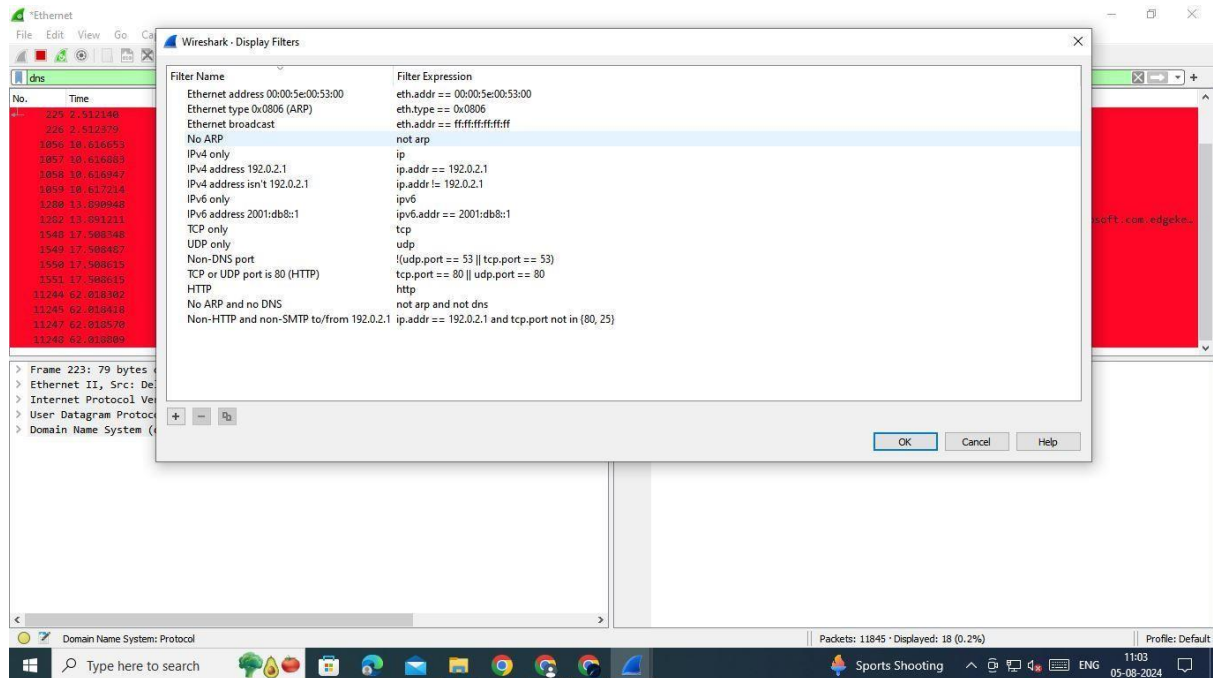 *Ethernet
File Edit View Go Ca
Wireshark · Display Filters
dns
Filter Name Filter Expression
No. Time
Ethernet address 00:00:5e:00:53:00 eth.addr == 00:00:5e:00:53:00
Ethernet type 0x0806 (ARP) eth.type == 0x0806
Ethernet broadcast eth.addr == ff:ff:ff:ff:ff:ff
No ARP not arp
IPv4 only ip
IPv4 address 192.0.2.1 ip.addr == 192.0.2.1
IPv4 address isn't 192.0.2.1 ip.addr != 192.0.2.1
IPv6 only ipv6
IPv6 address 2001:db8::1 ipv6.addr == 2001:db8::1
TCP only tcp
UDP only udp
Non-DNS port !(udp.port == 53 || tcp.port == 53)
TCP or UDP port is 80 (HTTP) tcp.port == 80 || udp.port == 80
HTTP http
No ARP and no DNS not arp and not dns
Non-HTTP and non-SMTP to/from 192.0.2.1 ip.addr == 192.0.2.1 and tcp.port not in {80, 25}
225 2.512140
226 2.512379
1056 10.616653
1057 10.616883
1058 10.616947
1059 10.617214
1280 13.890948
1282 13.891211
osoft.com.edgeke…
1548 17.508348
1549 17.508487
1550 17.508615
1551 17.508615
11244 62.018302
11245 62.018418
11247 62.018570
11248 62.018809
> Frame 223: 79 bytes
> Ethernet II, Src: De
> Internet Protocol Ve
> User Datagram Protoc
> Domain Name System (
OK Cancel Help
Domain Name System: Protocol
Packets: 11845 · Displayed: 18 (0.2%)
Profile: Default
Type here to search
Sports Shooting
ENG
11:03
05-08-2024